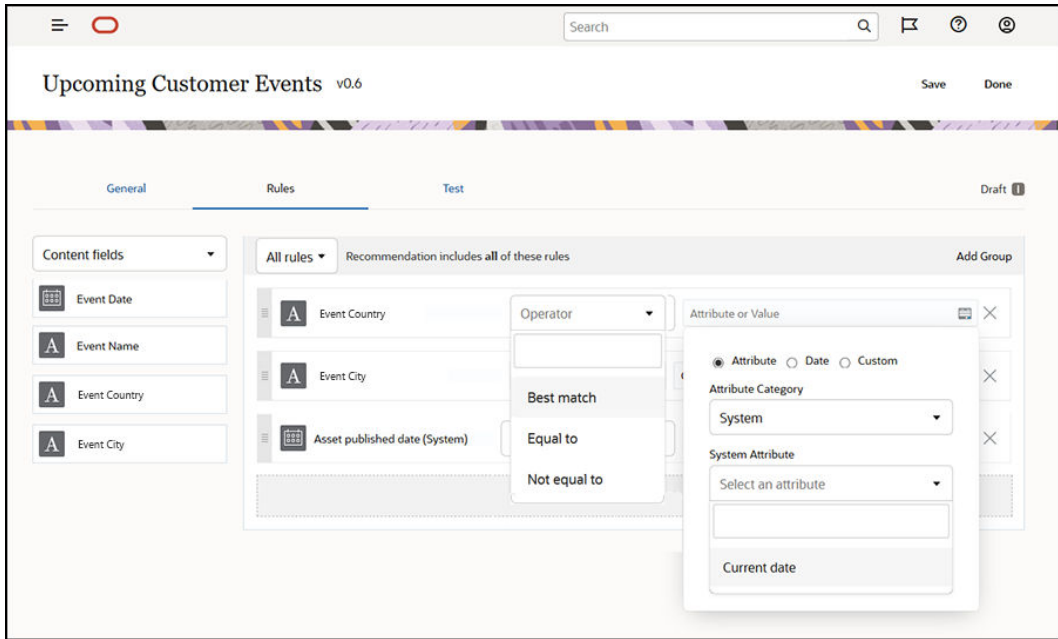 Search
Upcoming Customer Events v0.6
Save Done
General Rules Test
Draft
Content fields
All rules Recommendation includes all of these rules Add Group
Event Date
A Event Name
A Event Country
A Event City
A Event Country Operator Attribute or Value
A Event City
Asset published date (System)
Best match
Equal to
Not equal to
Attribute Date Custom
Attribute Category
System
System Attribute
Select an attribute
Current date